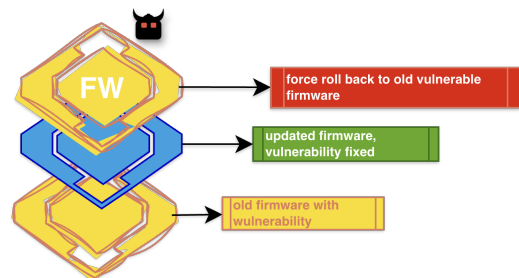 FW
force roll back to old vulnerable
firmware
updated firmware,
vulnerability fixed
old firmware with
wulnerability